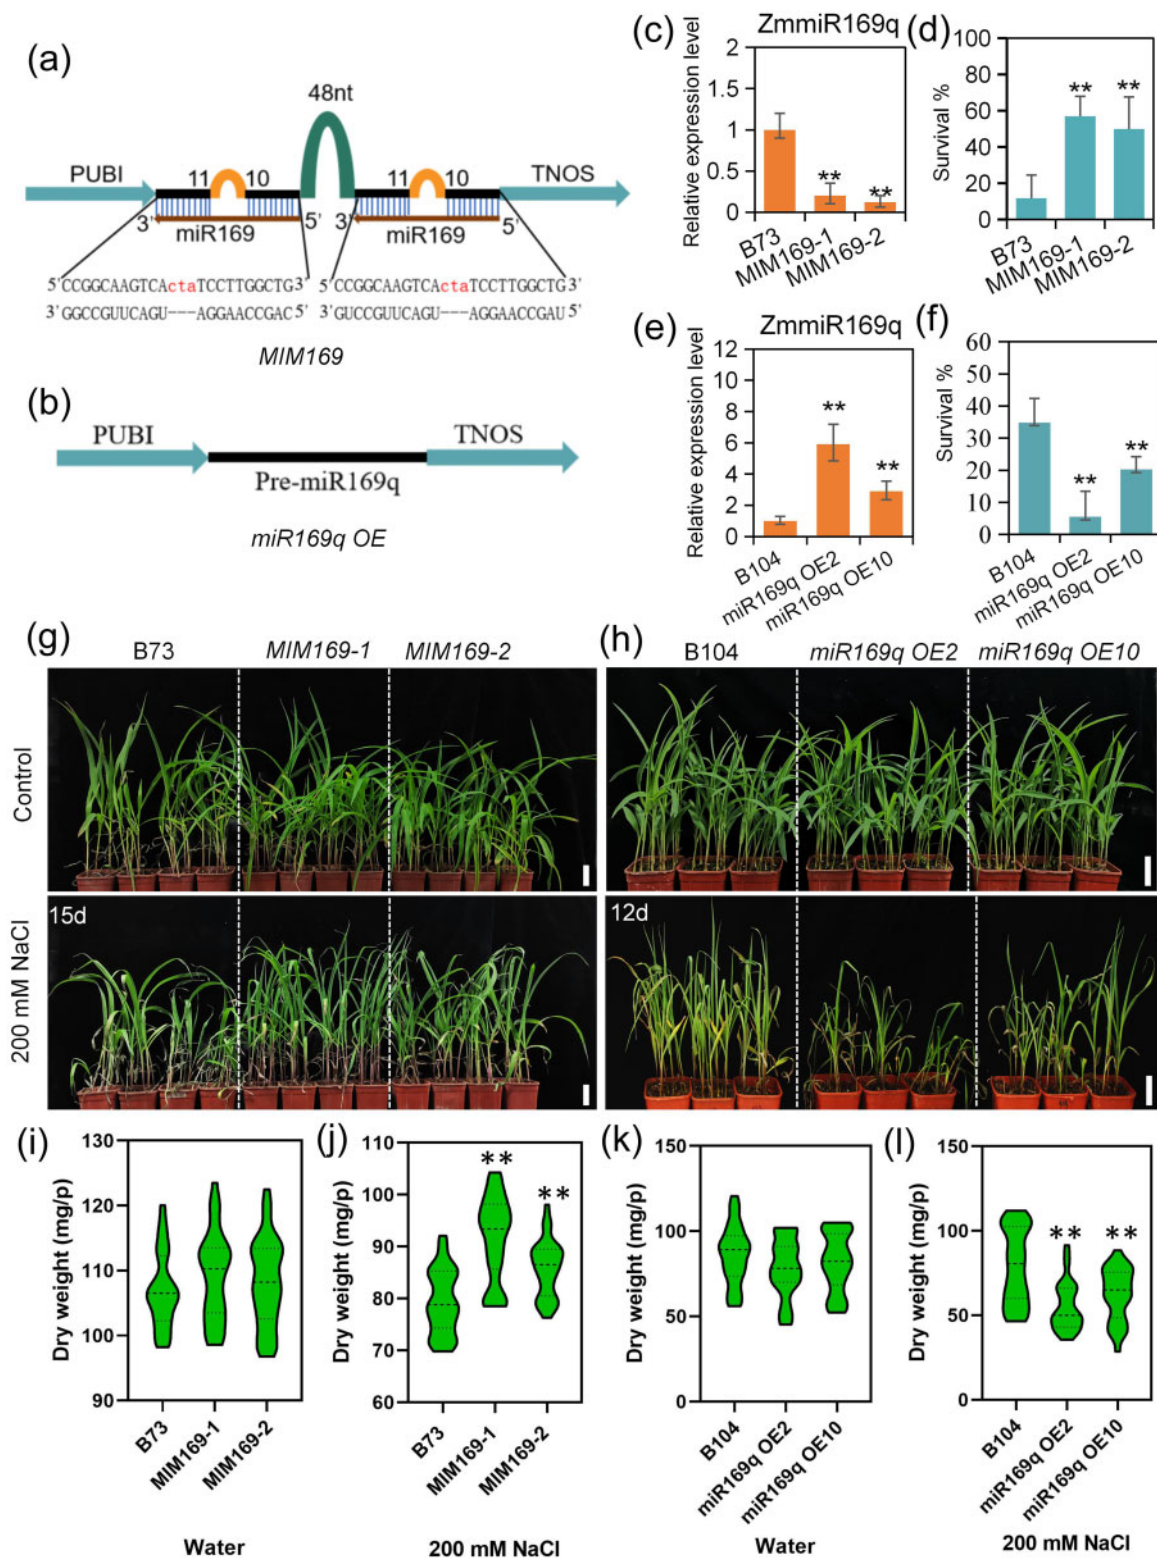 (a)
48nt
PUBI
11
10
11
10
TNOS
3'
miR169
5'
miR169
5'
5'CCGGCAAGTCActaTCCTTGGCTG3'
5'CCGGCAAGTCActaTCCTTGGCTG3'
3'GGCCGUUCAGU---AGGAACCGAC5'
3'GUCCGUUCAGU---AGGAACCGAU5'
MIM169
(b)
PUBI
TNOS
Pre-miR169q
miR169q OE
(c)
ZmmiR169q
Relative expression level
2
1.5
1
0.5
0
**
**
B73
MIM169-1
MIM169-2
(d)
Survival %
100
80
60
40
20
0
**
**
B73
MIM169-1
MIM169-2
(e)
ZmmiR169q
Relative expression level
12
10
8
6
4
2
0
**
**
B104
miR169q OE2
miR169q OE10
(f)
Survival %
60
50
40
30
20
10
0
**
**
B104
miR169q OE2
miR169q OE10
(g)
B73
MIM169-1
MIM169-2
Control
15d
200 mM NaCl
(h)
B104
miR169q OE2
miR169q OE10
12d
(i)
Dry weight (mg/p)
130
120
110
100
90
B73
MIM169-1
MIM169-2
Water
(j)
Dry weight (mg/p)
110
100
90
80
70
60
**
**
B73
MIM169-1
MIM169-2
200 mM NaCl
(k)
Dry weight (mg/p)
150
100
50
0
B104
miR169q OE2
miR169q OE10
Water
(l)
Dry weight (mg/p)
150
100
50
0
**
**
B104
miR169q OE2
miR169q OE10
200 mM NaCl